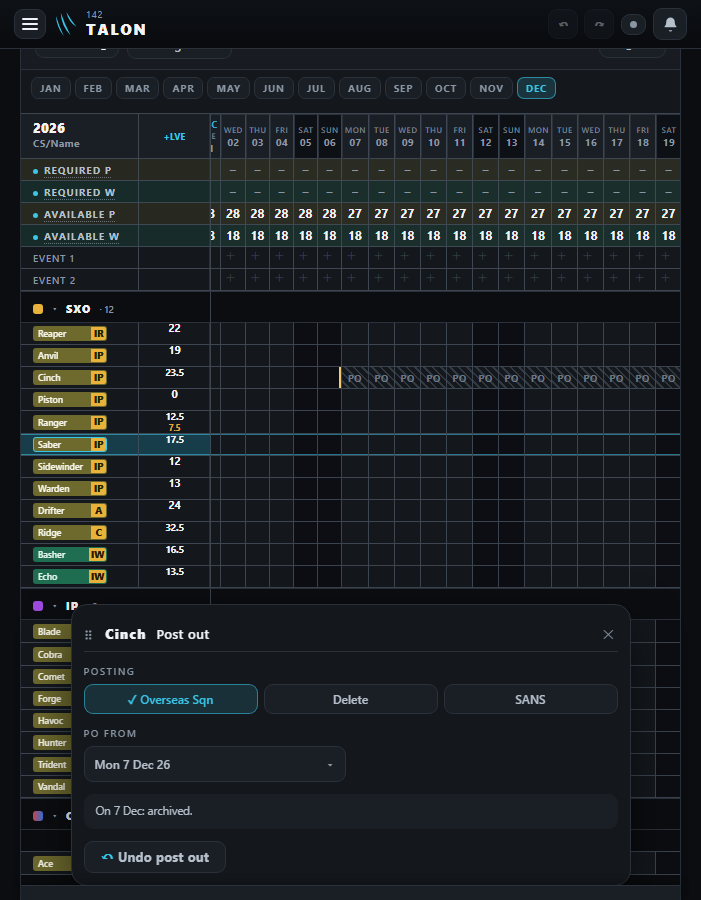 142
TALON
JAN FEB MAR APR MAY JUN JUL AUG SEP OCT NOV DEC
2026
CS/Name
+LVE
WED THU FRI SAT SUN MON TUE WED THU FRI SAT SUN MON TUE WED THU FRI SAT
02 03 04 05 06 07 08 09 10 11 12 13 14 15 16 17 18 19
REQUIRED P – – – – – – – – – – – – – – – – – –
REQUIRED W – – – – – – – – – – – – – – – – – –
AVAILABLE P 28 28 28 28 28 27 27 27 27 27 27 27 27 27 27 27 27 27
AVAILABLE W 18 18 18 18 18 18 18 18 18 18 18 18 18 18 18 18 18 18
EVENT 1 + + + + + + + + + + + + + + + + + +
EVENT 2 + + + + + + + + + + + + + + + + + +
SXO · 12
Reaper IR 22
Anvil IP 19
Cinch IP 23.5 PO PO PO PO PO PO PO PO PO PO PO PO PO
Piston IP 0
Ranger IP 12.5
7.5
Saber IP 17.5
Sidewinder IP 12
Warden IP 13
Drifter A 24
Ridge C 32.5
Basher IW 16.5
Echo IW 13.5
IP
Blade
Cobra
Comet
Forge
Havoc
Hunter
Trident
Vandal
Ace
Cinch Post out
POSTING
✓ Overseas Sqn Delete SANS
PO FROM
Mon 7 Dec 26
On 7 Dec: archived.
Undo post out